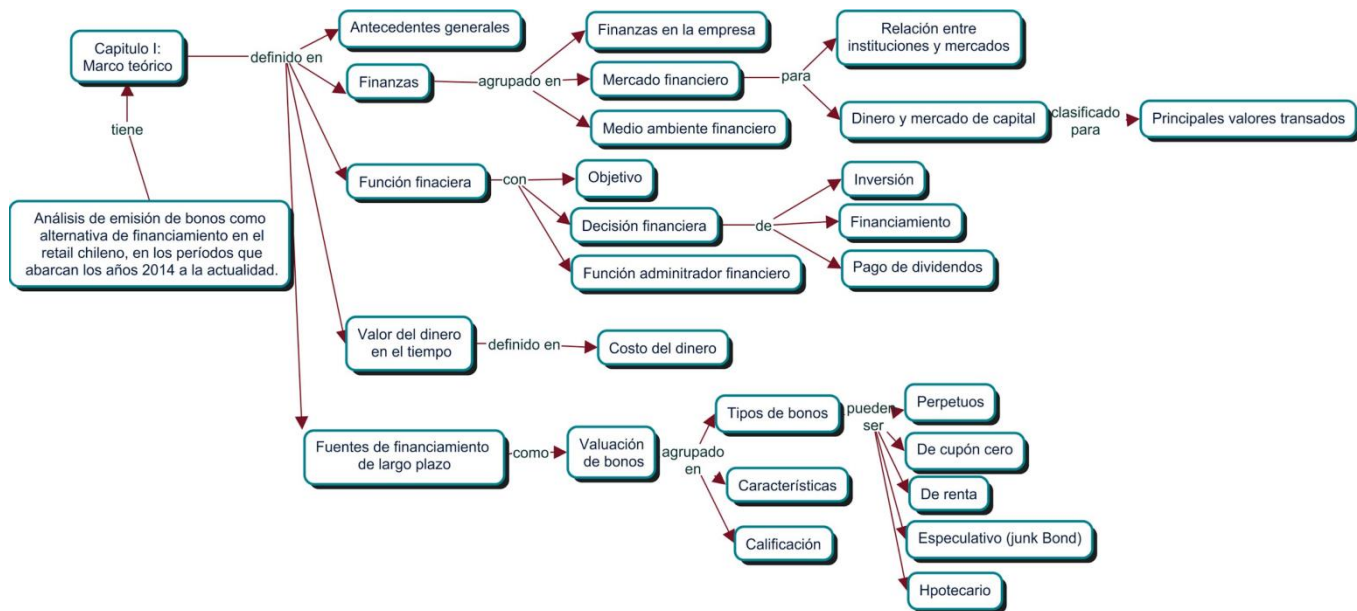 Capitulo I:
Marco teórico
tiene
Análisis de emisión de bonos como
alternativa de financiamiento en el
retail chileno, en los períodos que
abarcan los años 2014 a la actualidad.
definido en
Antecedentes generales
Finanzas
agrupado en
Finanzas en la empresa
Mercado financiero
para
Relación entre
instituciones y mercados
Dinero y mercado de capital
clasificado
para
Principales valores transados
Medio ambiente financiero
Función finaciera
con
Objetivo
Decisión financiera
de
Inversión
Financiamiento
Pago de dividendos
Función adminitrador financiero
Valor del dinero
en el tiempo
definido en
Costo del dinero
Fuentes de financiamiento
de largo plazo
como
Valuación
de bonos
agrupado
en
Tipos de bonos
pueden
ser
Perpetuos
De cupón cero
De renta
Especulativo (junk Bond)
Hpotecario
Características
Calificación